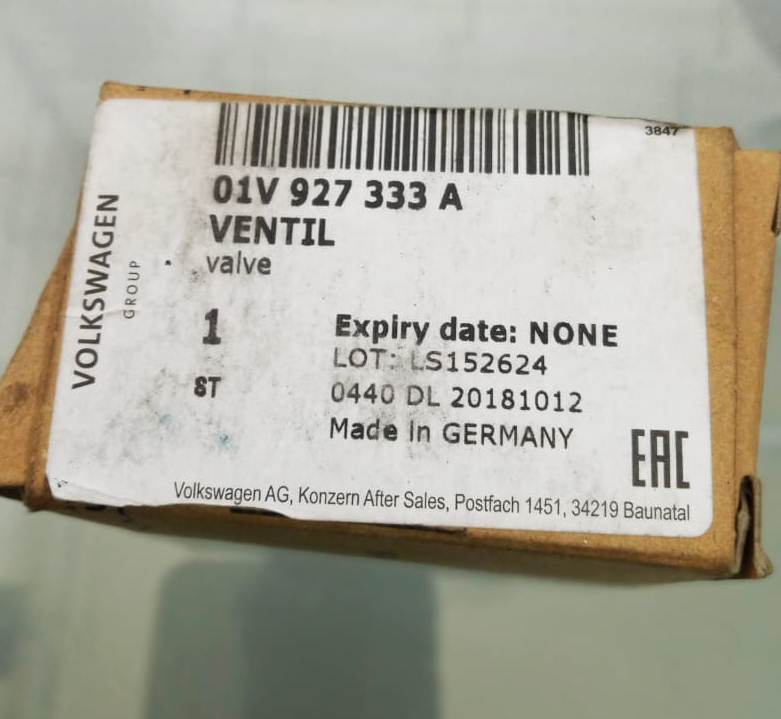 3847
01V 927 333 A
VENTIL
valve
VOLKSWAGEN
GROUP
1
ST
Expiry date: NONE
LOT: LS152624
0440 DL 20181012
Made in GERMANY
EAC
Volkswagen AG, Konzern After Sales, Postfach 1451, 34219 Baunatal